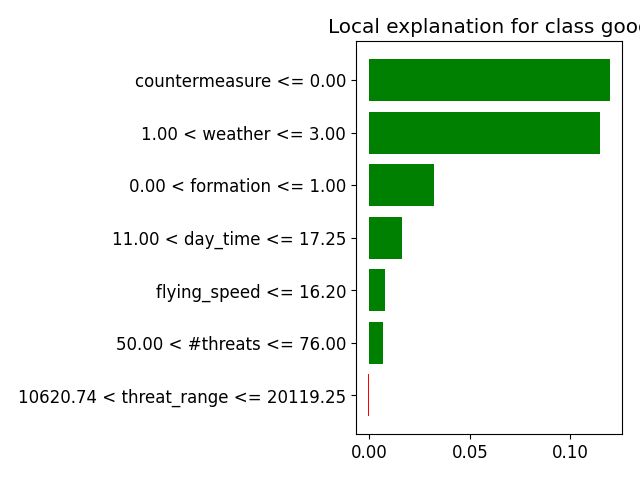 Local explanation for class good
countermeasure <= 0.00
1.00 < weather <= 3.00
0.00 < formation <= 1.00
11.00 < day_time <= 17.25
flying_speed <= 16.20
50.00 < #threats <= 76.00
10620.74 < threat_range <= 20119.25
0.00 0.05 0.10